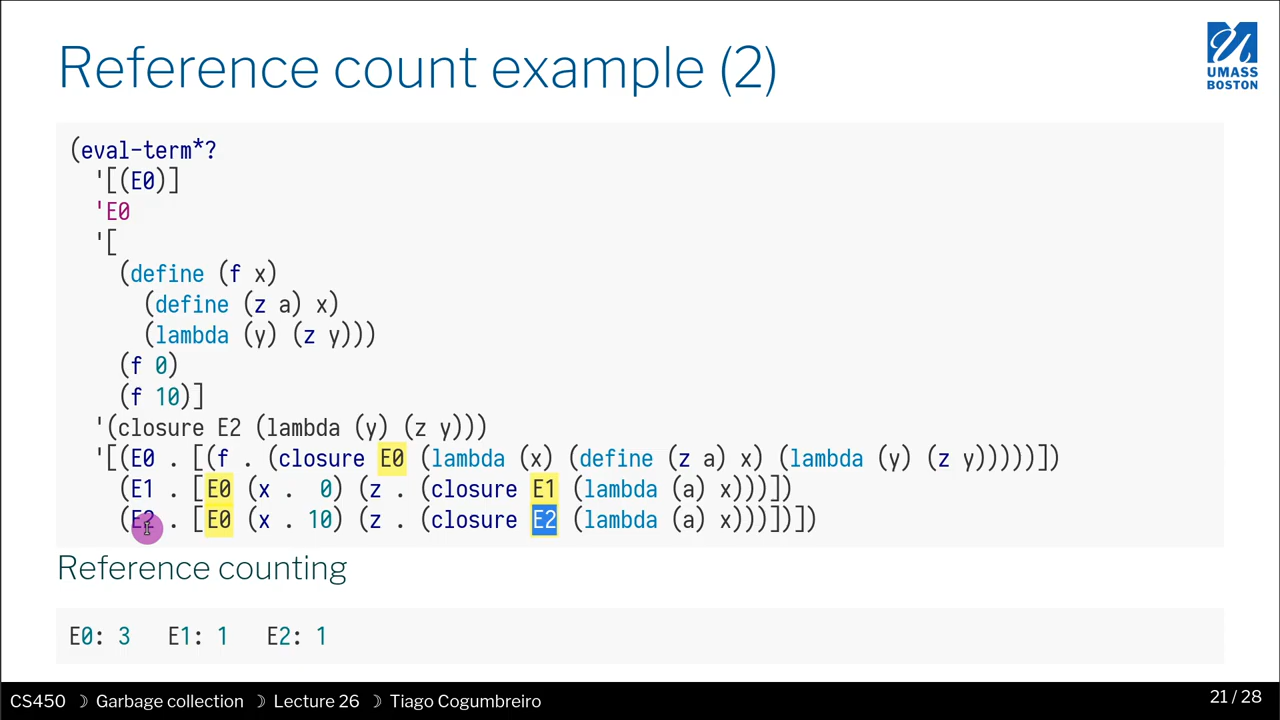 Reference count example (2)
UMASS
BOSTON
(eval-term*?
'[(E0)]
'E0
'[
(define (f x)
(define (z a) x)
(lambda (y) (z y)))
(f 0)
(f 10)]
'(closure E2 (lambda (y) (z y)))
'[(E0 . [(f . (closure E0 (lambda (x) (define (z a) x) (lambda (y) (z y)))))])
(E1 . [E0 (x . 0) (z . (closure E1 (lambda (a) x)))])
(E2 . [E0 (x . 10) (z . (closure E2 (lambda (a) x)))])])
Reference counting
E0: 3 E1: 1 E2: 1
CS450 ☽ Garbage collection ☽ Lecture 26 ☽ Tiago Cogumbreiro
21 / 28